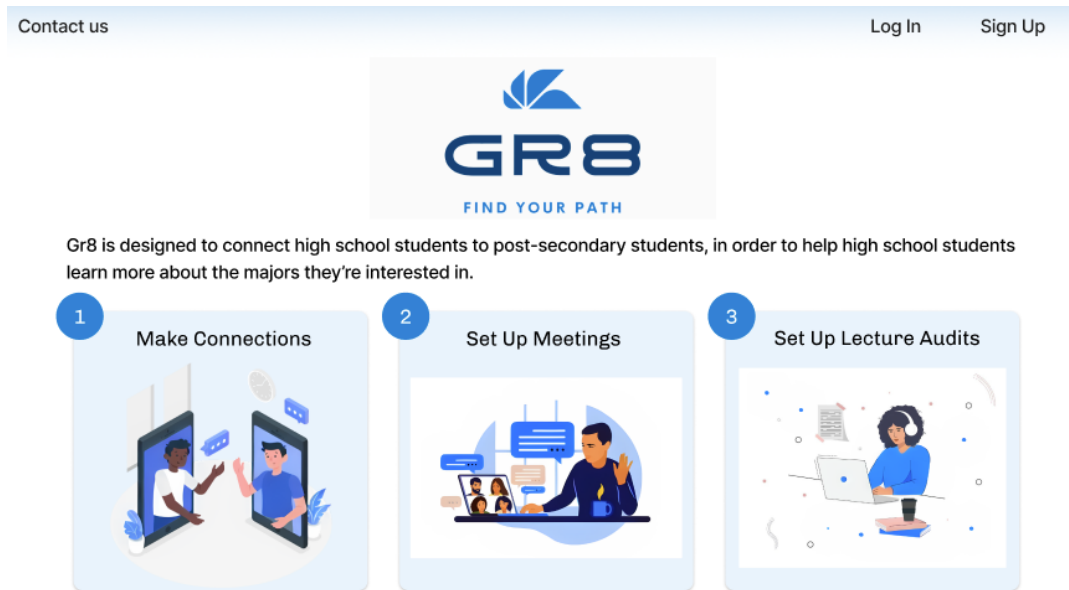 Contact us
Log In
Sign Up
GR8
FIND YOUR PATH
Gr8 is designed to connect high school students to post-secondary students, in order to help high school students
learn more about the majors they’re interested in.
1
Make Connections
2
Set Up Meetings
3
Set Up Lecture Audits